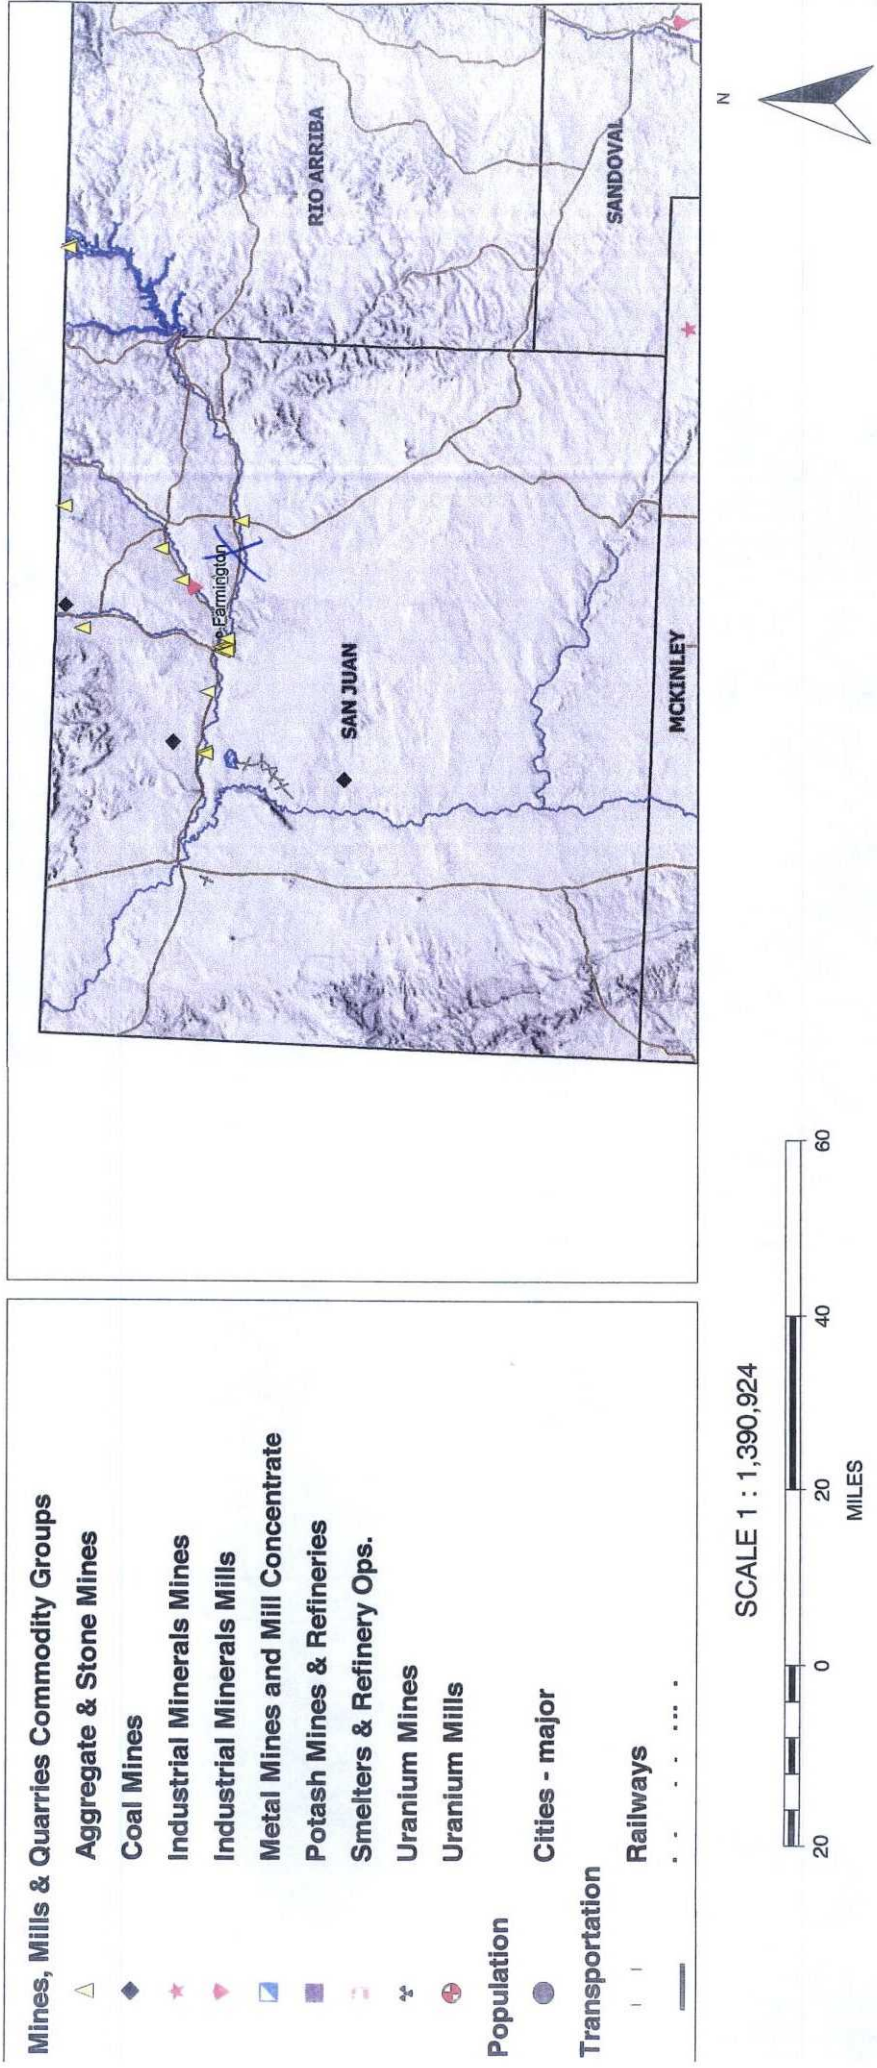 Mines, Mills & Quarries Commodity Groups
Aggregate & Stone Mines
Coal Mines
Industrial Minerals Mines
Industrial Minerals Mills
Metal Mines and Mill Concentrate
Potash Mines & Refineries
Smelters & Refinery Ops.
Uranium Mines
Uranium Mills
Population
Cities - major
Transportation
Railways
RIO ARRIBA
Farmington
SAN JUAN
SANDOVAL
MCKINLEY
N
SCALE 1 : 1,390,924
20 0 20 40 60
MILES